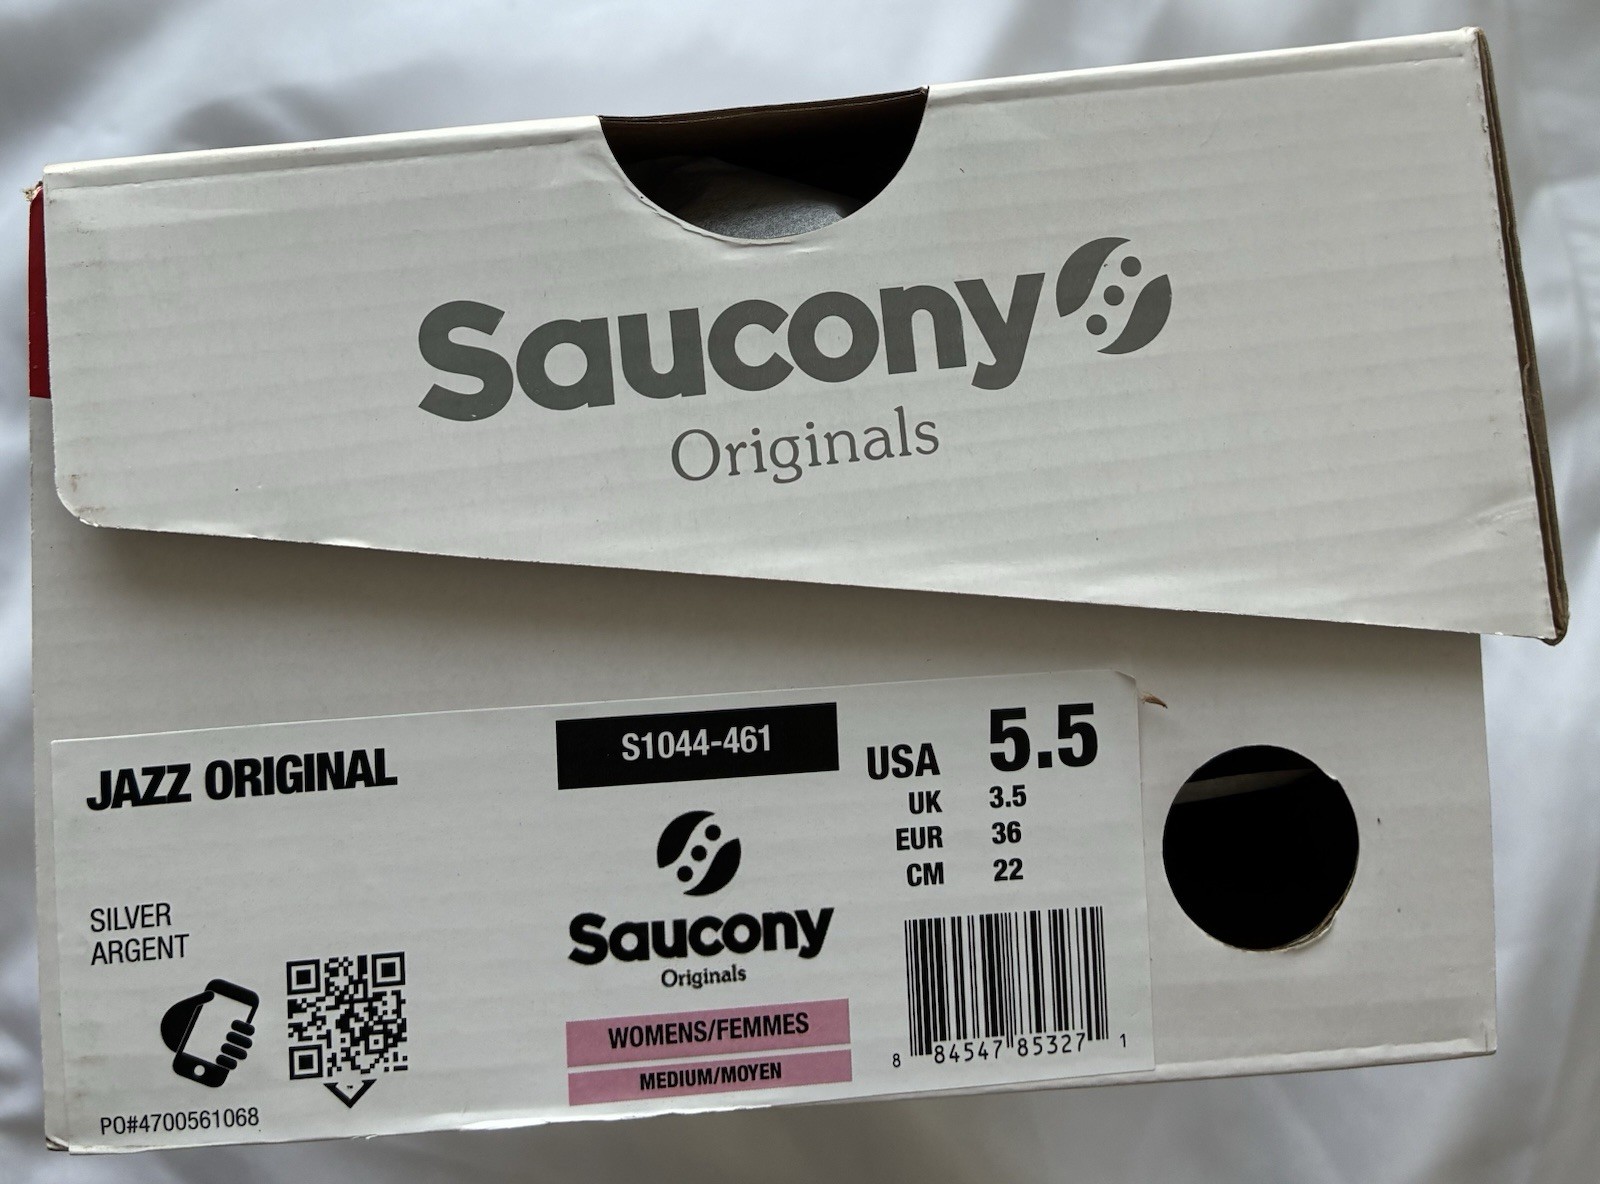 Saucony
Originals
JAZZ ORIGINAL
S1044-461
USA 5.5
UK 3.5
EUR 36
CM 22
SILVER
ARGENT
Saucony
Originals
WOMENS/FEMMES
MEDIUM/MOYEN
8 84547 85327 1
PO#4700561068